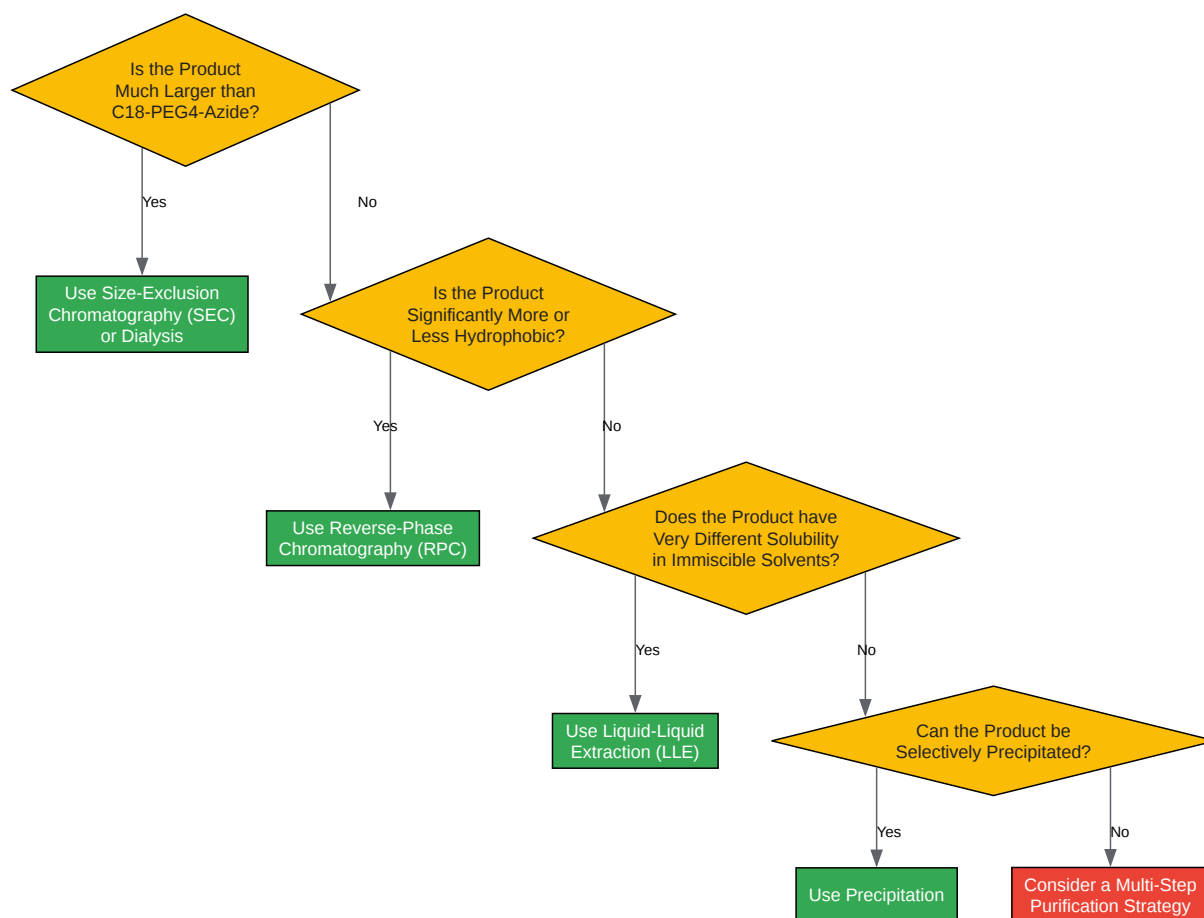 Is the Product
Much Larger than
C18-PEG4-Azide?
Yes
No
Use Size-Exclusion
Chromatography (SEC)
or Dialysis
Is the Product
Significantly More or
Less Hydrophobic?
Yes
No
Use Reverse-Phase
Chromatography (RPC)
Does the Product have
Very Different Solubility
in Immiscible Solvents?
Yes
No
Use Liquid-Liquid
Extraction (LLE)
Can the Product be
Selectively Precipitated?
Yes
No
Use Precipitation
Consider a Multi-Step
Purification Strategy